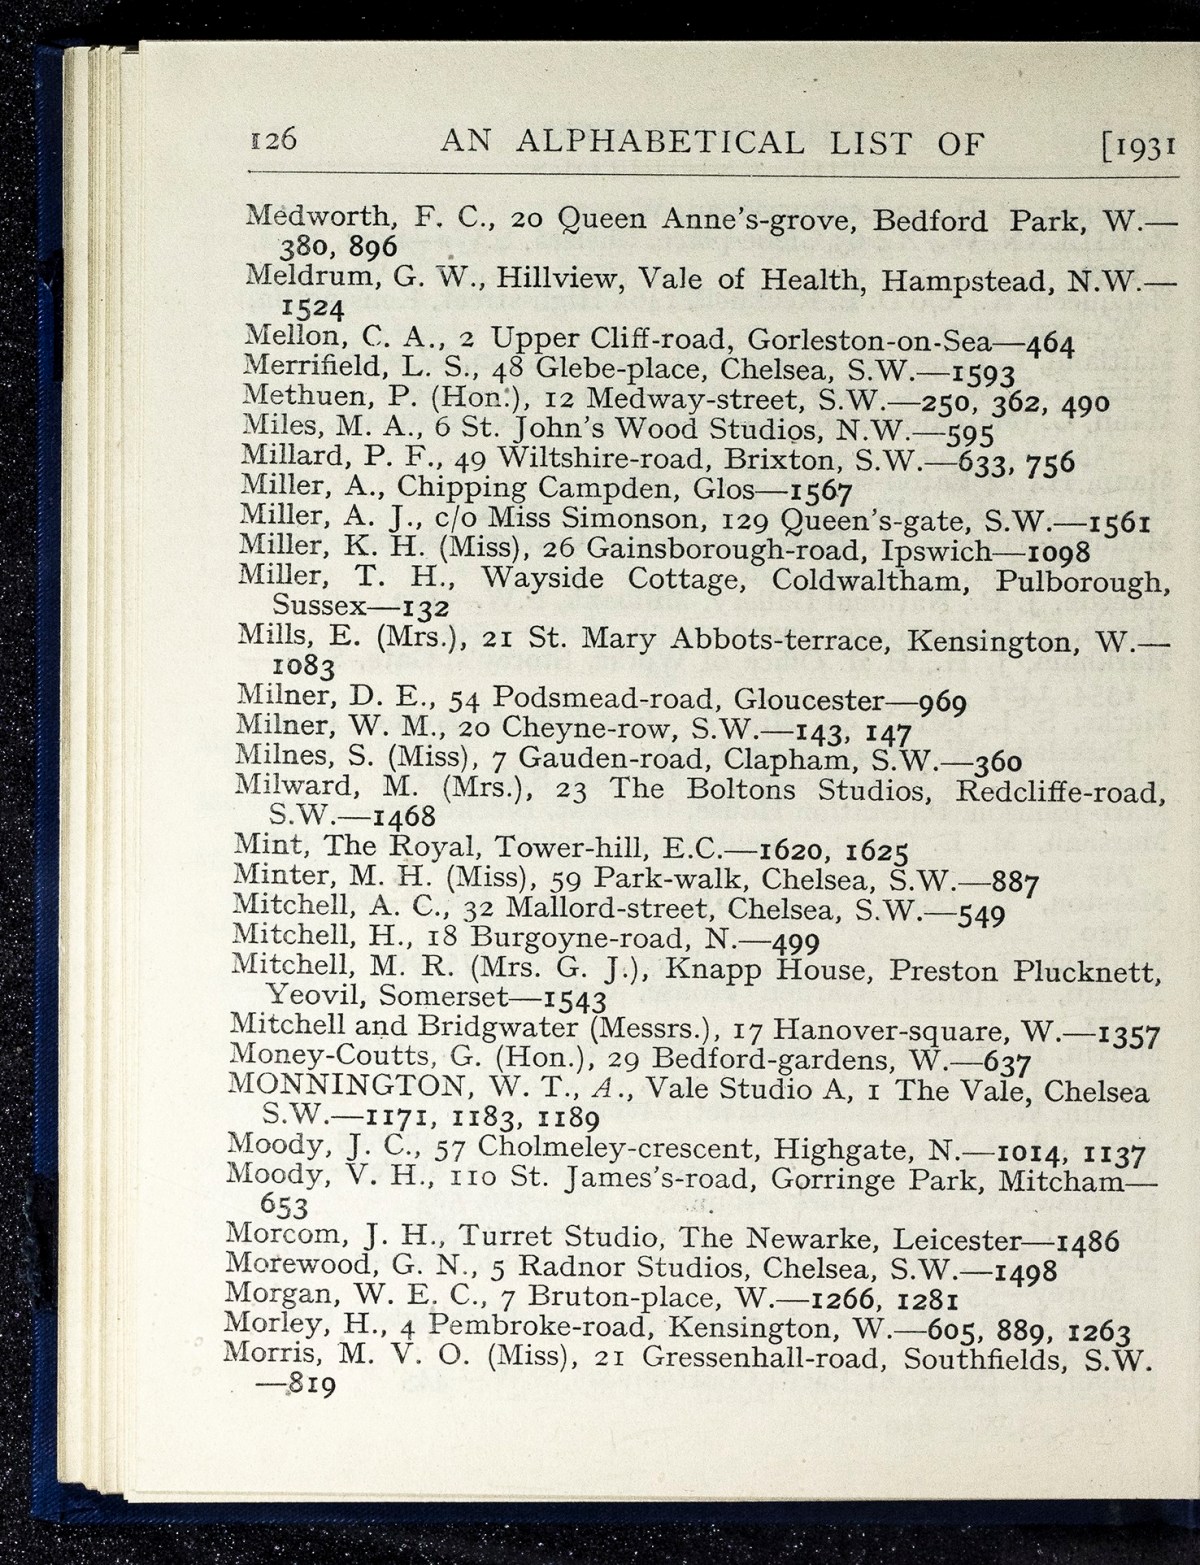 126 AN ALPHABETICAL LIST OF [1931
Medworth, F. C., 20 Queen Anne's-grove, Bedford Park, W.—
380, 896
Meldrum, G. W., Hillview, Vale of Health, Hampstead, N.W.—
1524
Mellon, C. A., 2 Upper Cliff-road, Gorleston-on-Sea—464
Merrifield, L. S., 48 Glebe-place, Chelsea, S.W.—1593
Methuen, P. (Hon.), 12 Medway-street, S.W.—250, 362, 490
Miles, M. A., 6 St. John's Wood Studios, N.W.—595
Millard, P. F., 49 Wiltshire-road, Brixton, S.W.—633, 756
Miller, A., Chipping Campden, Glos—1567
Miller, A. J., c/o Miss Simonson, 129 Queen's-gate, S.W.—1561
Miller, K. H. (Miss), 26 Gainsborough-road, Ipswich—1098
Miller, T. H., Wayside Cottage, Coldwaltham, Pulborough,
Sussex—132
Mills, E. (Mrs.), 21 St. Mary Abbots-terrace, Kensington, W.—
1083
Milner, D. E., 54 Podsmead-road, Gloucester—969
Milner, W. M., 20 Cheyne-row, S.W.—143, 147
Milnes, S. (Miss), 7 Gauden-road, Clapham, S.W.—360
Milward, M. (Mrs.), 23 The Boltons Studios, Redcliffe-road,
S.W.—1468
Mint, The Royal, Tower-hill, E.C.—1620, 1625
Minter, M. H. (Miss), 59 Park-walk, Chelsea, S.W.—887
Mitchell, A. C., 32 Mallord-street, Chelsea, S.W.—549
Mitchell, H., 18 Burgoyne-road, N.—499
Mitchell, M. R. (Mrs. G. J.), Knapp House, Preston Plucknett,
Yeovil, Somerset—1543
Mitchell and Bridgwater (Messrs.), 17 Hanover-square, W.—1357
Money-Coutts, G. (Hon.), 29 Bedford-gardens, W.—637
MONNINGTON, W. T., A., Vale Studio A, 1 The Vale, Chelsea
S.W.—1171, 1183, 1189
Moody, J. C., 57 Cholmeley-crescent, Highgate, N.—1014, 1137
Moody, V. H., 110 St. James's-road, Gorringe Park, Mitcham—
653
Morcom, J. H., Turret Studio, The Newarke, Leicester—1486
Morewood, G. N., 5 Radnor Studios, Chelsea, S.W.—1498
Morgan, W. E. C., 7 Bruton-place, W.—1266, 1281
Morley, H., 4 Pembroke-road, Kensington, W.—605, 889, 1263
Morris, M. V. O. (Miss), 21 Gressenhall-road, Southfields, S.W.
—819